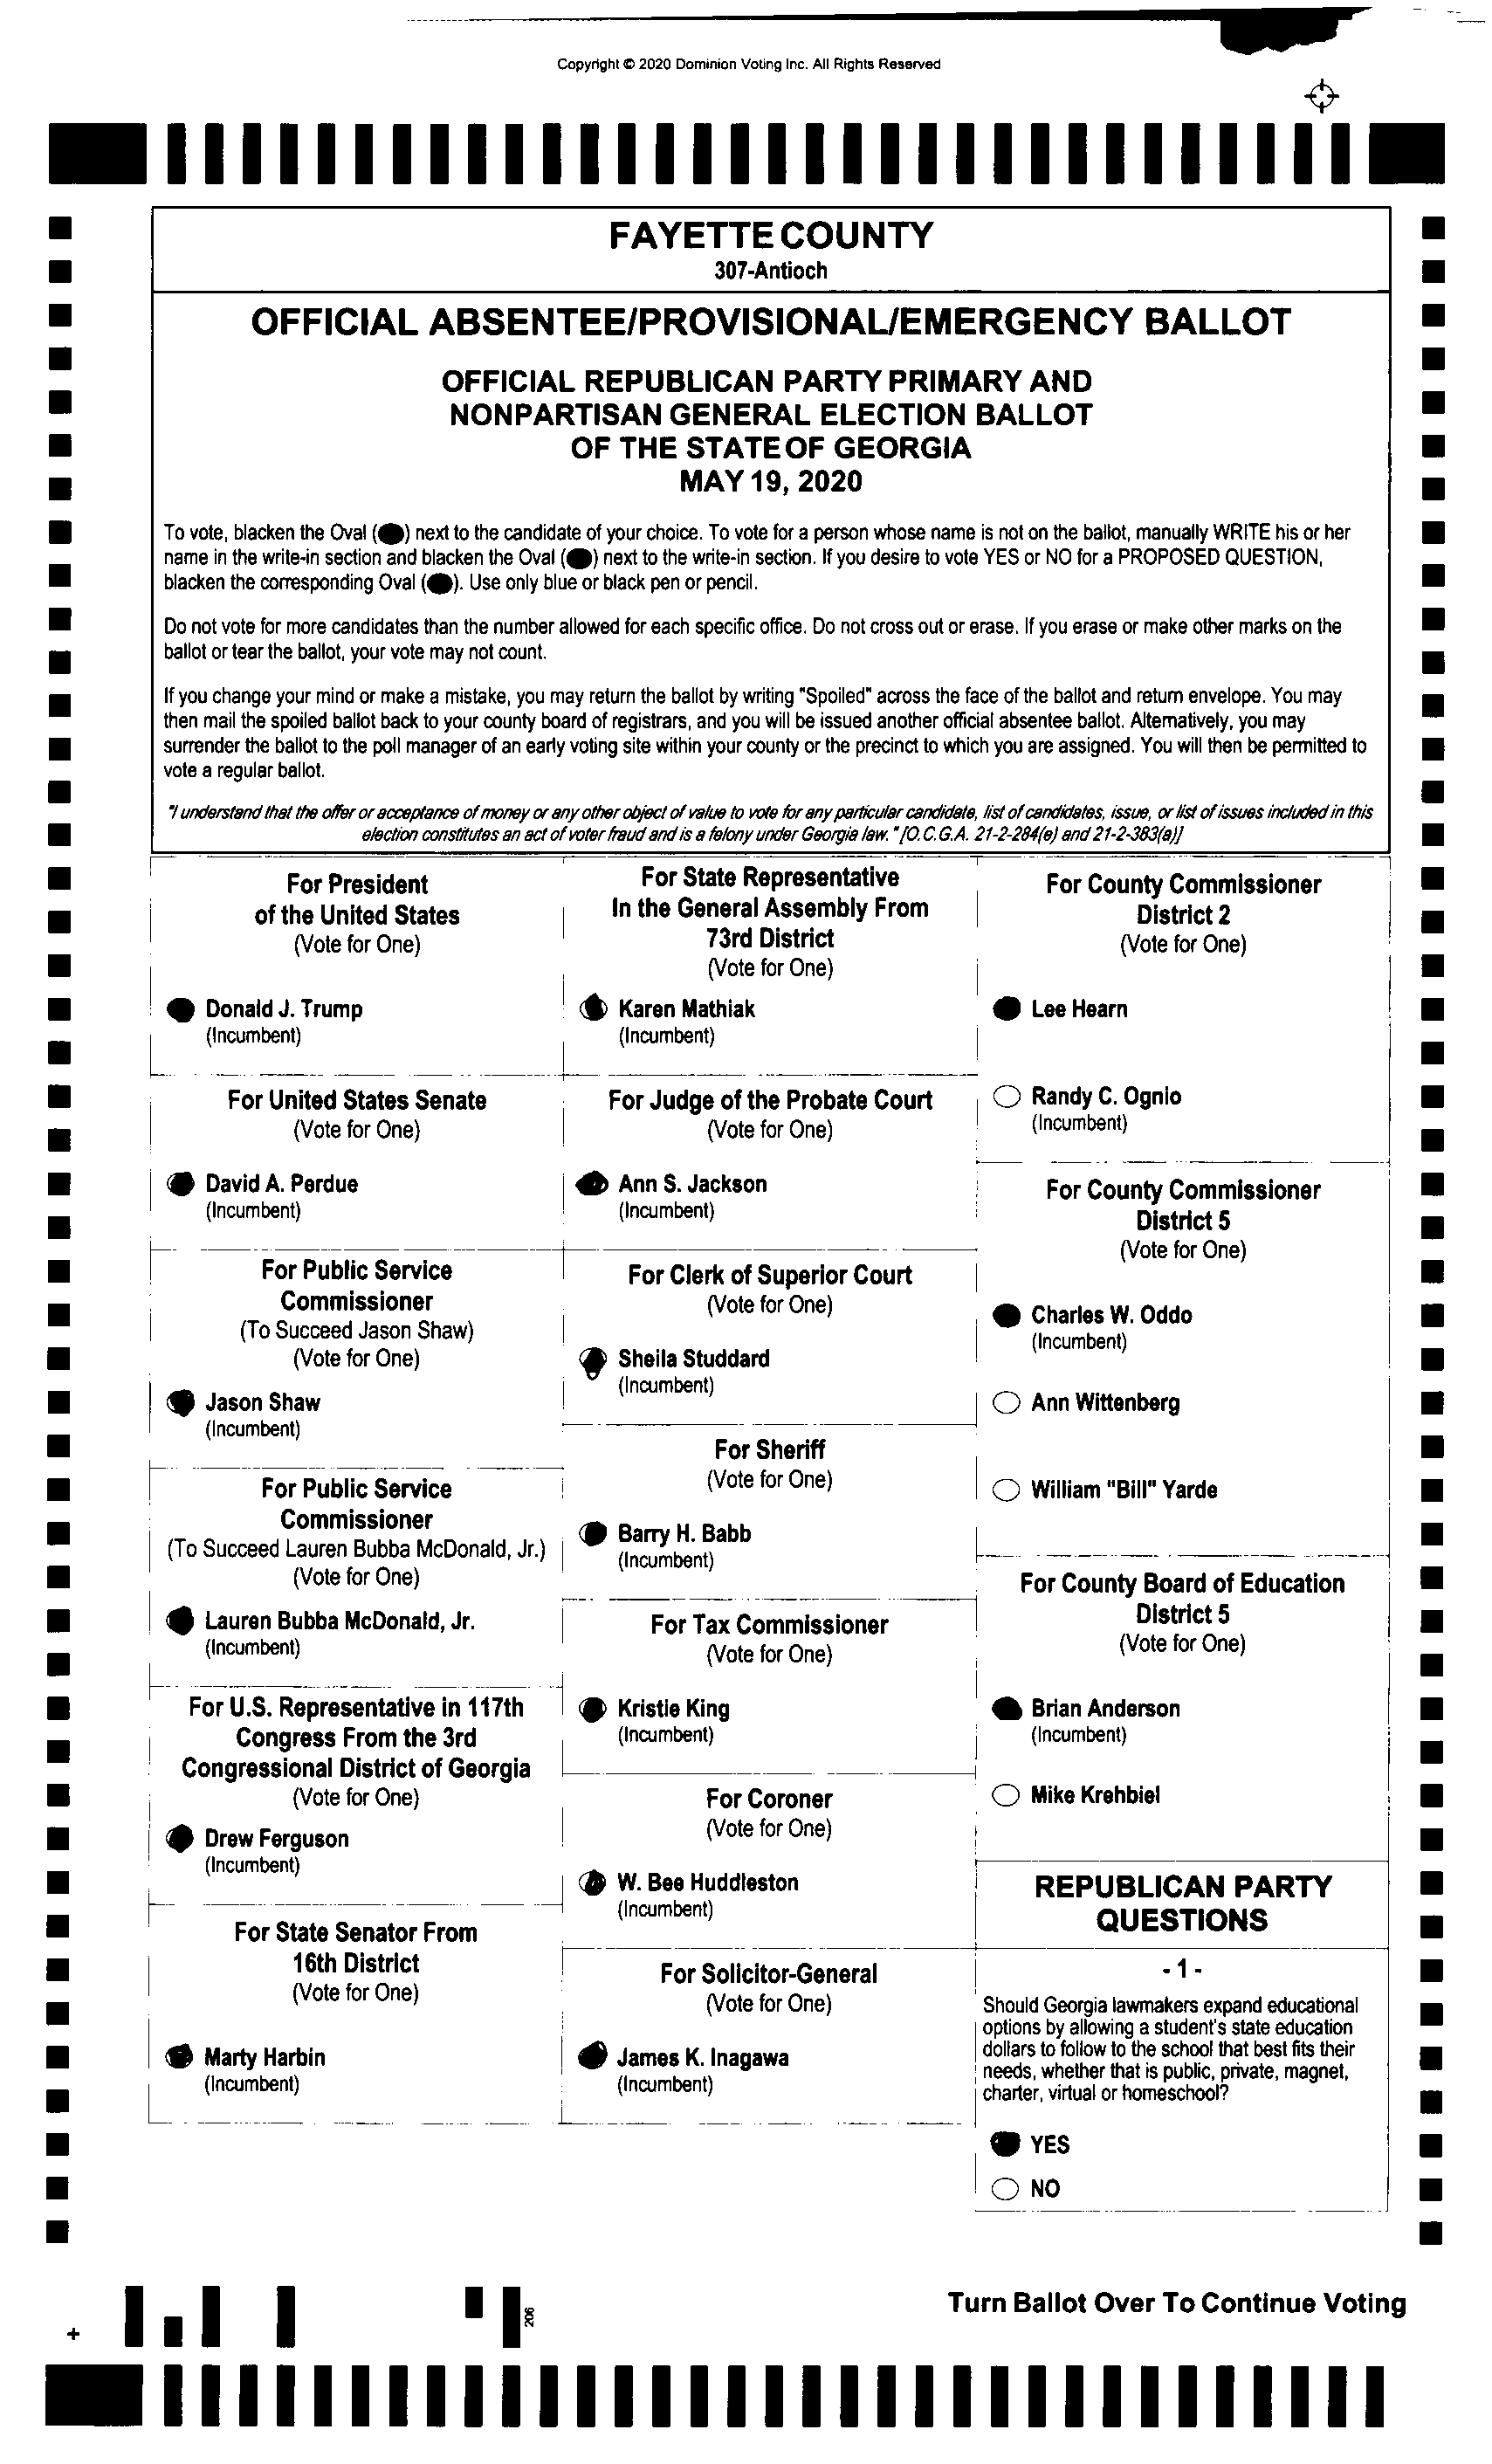 Copyright © 2020 Dominion Voting Inc. All Rights Reserved
FAYETTE COUNTY
307-Antioch
OFFICIAL ABSENTEE/PROVISIONAL/EMERGENCY BALLOT
OFFICIAL REPUBLICAN PARTY PRIMARY AND
NONPARTISAN GENERAL ELECTION BALLOT
OF THE STATE OF GEORGIA
MAY 19, 2020
To vote, blacken the Oval ( ) next to the candidate of your choice. To vote for a person whose name is not on the ballot, manually WRITE his or her
name in the write-in section and blacken the Oval ( ) next to the write-in section. If you desire to vote YES or NO for a PROPOSED QUESTION,
blacken the corresponding Oval ( ). Use only blue or black pen or pencil.
Do not vote for more candidates than the number allowed for each specific office. Do not cross out or erase. If you erase or make other marks on the
ballot or tear the ballot, your vote may not count.
If you change your mind or make a mistake, you may return the ballot by writing "Spoiled" across the face of the ballot and return envelope. You may
then mail the spoiled ballot back to your county board of registrars, and you will be issued another official absentee ballot. Alternatively, you may
surrender the ballot to the poll manager of an early voting site within your county or the precinct to which you are assigned. You will then be permitted to
vote a regular ballot.
"I understand that the offer or acceptance of money or any other object of value to vote for any particular candidate, list of candidates, issue, or list of issues included in this
election constitutes an act of voter fraud and is a felony under Georgia law." [O.C.G.A. 21-2-284(e) and 21-2-383(a)]
For President
of the United States
(Vote for One)
Donald J. Trump
(Incumbent)
For United States Senate
(Vote for One)
David A. Perdue
(Incumbent)
For Public Service
Commissioner
(To Succeed Jason Shaw)
(Vote for One)
Jason Shaw
(Incumbent)
For Public Service
Commissioner
(To Succeed Lauren Bubba McDonald, Jr.)
(Vote for One)
Lauren Bubba McDonald, Jr.
(Incumbent)
For U.S. Representative in 117th
Congress From the 3rd
Congressional District of Georgia
(Vote for One)
Drew Ferguson
(Incumbent)
For State Senator From
16th District
(Vote for One)
Marty Harbin
(Incumbent)
For State Representative
In the General Assembly From
73rd District
(Vote for One)
Karen Mathiak
(Incumbent)
For Judge of the Probate Court
(Vote for One)
Ann S. Jackson
(Incumbent)
For Clerk of Superior Court
(Vote for One)
Sheila Studdard
(Incumbent)
For Sheriff
(Vote for One)
Barry H. Babb
(Incumbent)
For Tax Commissioner
(Vote for One)
Kristie King
(Incumbent)
For Coroner
(Vote for One)
W. Bee Huddleston
(Incumbent)
For Solicitor-General
(Vote for One)
James K. Inagawa
(Incumbent)
For County Commissioner
District 2
(Vote for One)
Lee Hearn
Randy C. Ognio
(Incumbent)
For County Commissioner
District 5
(Vote for One)
Charles W. Oddo
(Incumbent)
Ann Wittenberg
William "Bill" Yarde
For County Board of Education
District 5
(Vote for One)
Brian Anderson
(Incumbent)
Mike Krehbiel
REPUBLICAN PARTY
QUESTIONS
- 1 -
Should Georgia lawmakers expand educational
options by allowing a student's state education
dollars to follow to the school that best fits their
needs, whether that is public, private, magnet,
charter, virtual or homeschool?
YES
NO
Turn Ballot Over To Continue Voting
206
+